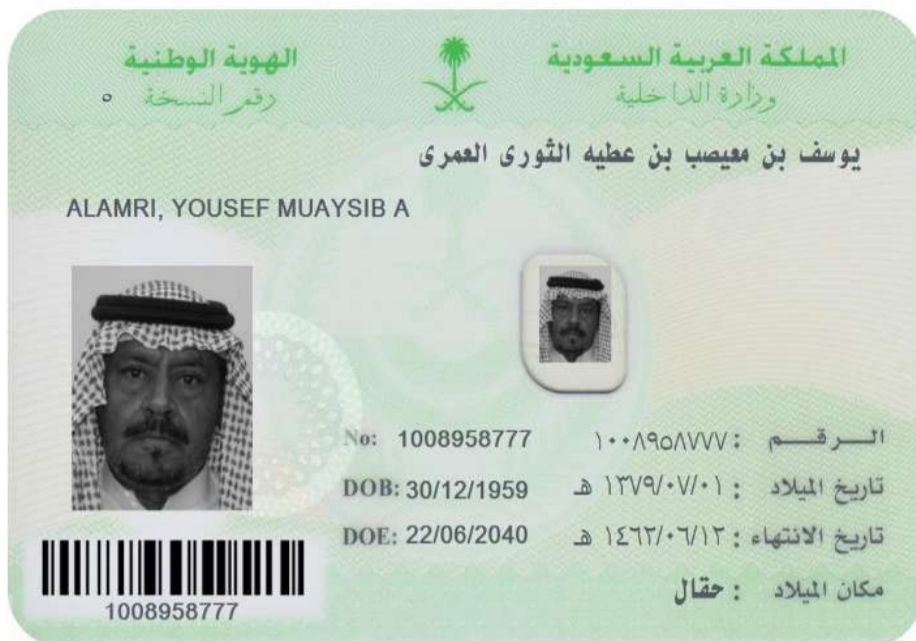 المملكة العربية السعودية
وزارة الداخلية
الهوية الوطنية
رقم النسخة ٥
يوسف بن معيصب بن عطيه الثورى العمرى
ALAMRI, YOUSEF MUAYSIB A
الرقم : ١٠٠٨٩٥٨٧٧٧ No: 1008958777
تاريخ الميلاد : ١٣٧٩/٠٧/٠١ هـ DOB: 30/12/1959
تاريخ الانتهاء : ١٤٦٢/٠٦/١٢ هـ DOE: 22/06/2040
مكان الميلاد : حقال
1008958777